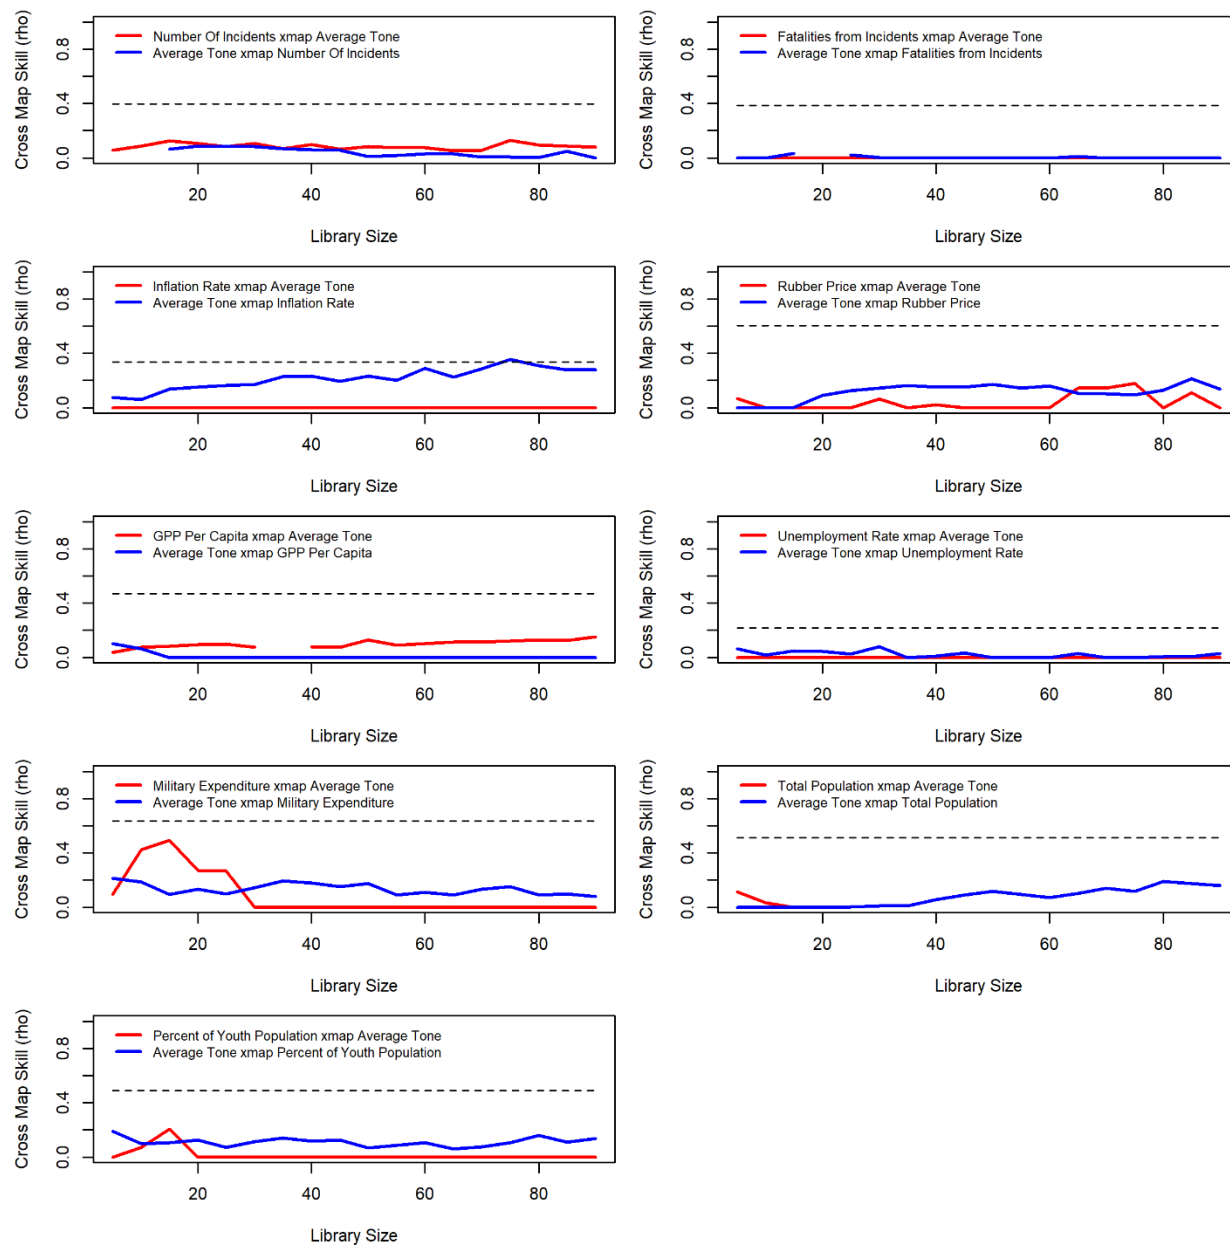 Cross Map Skill (rho)
0.0 0.4 0.8
Number Of Incidents xmap Average Tone
Average Tone xmap Number Of Incidents
20 40 60 80
Library Size
Cross Map Skill (rho)
0.0 0.4 0.8
Fatalities from Incidents xmap Average Tone
Average Tone xmap Fatalities from Incidents
20 40 60 80
Library Size
Cross Map Skill (rho)
0.0 0.4 0.8
Inflation Rate xmap Average Tone
Average Tone xmap Inflation Rate
20 40 60 80
Library Size
Cross Map Skill (rho)
0.0 0.4 0.8
Rubber Price xmap Average Tone
Average Tone xmap Rubber Price
20 40 60 80
Library Size
Cross Map Skill (rho)
0.0 0.4 0.8
GPP Per Capita xmap Average Tone
Average Tone xmap GPP Per Capita
20 40 60 80
Library Size
Cross Map Skill (rho)
0.0 0.4 0.8
Unemployment Rate xmap Average Tone
Average Tone xmap Unemployment Rate
20 40 60 80
Library Size
Cross Map Skill (rho)
0.0 0.4 0.8
Military Expenditure xmap Average Tone
Average Tone xmap Military Expenditure
20 40 60 80
Library Size
Cross Map Skill (rho)
0.0 0.4 0.8
Total Population xmap Average Tone
Average Tone xmap Total Population
20 40 60 80
Library Size
Cross Map Skill (rho)
0.0 0.4 0.8
Percent of Youth Population xmap Average Tone
Average Tone xmap Percent of Youth Population
20 40 60 80
Library Size